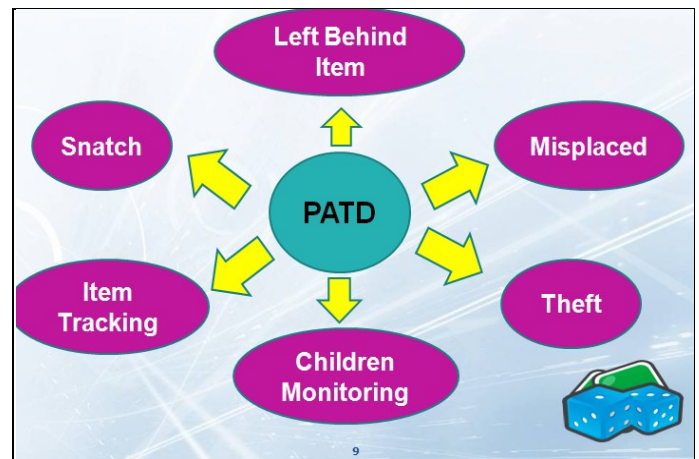 Left Behind
Item
Snatch
Misplaced
PATD
Item
Tracking
Theft
Children
Monitoring
9